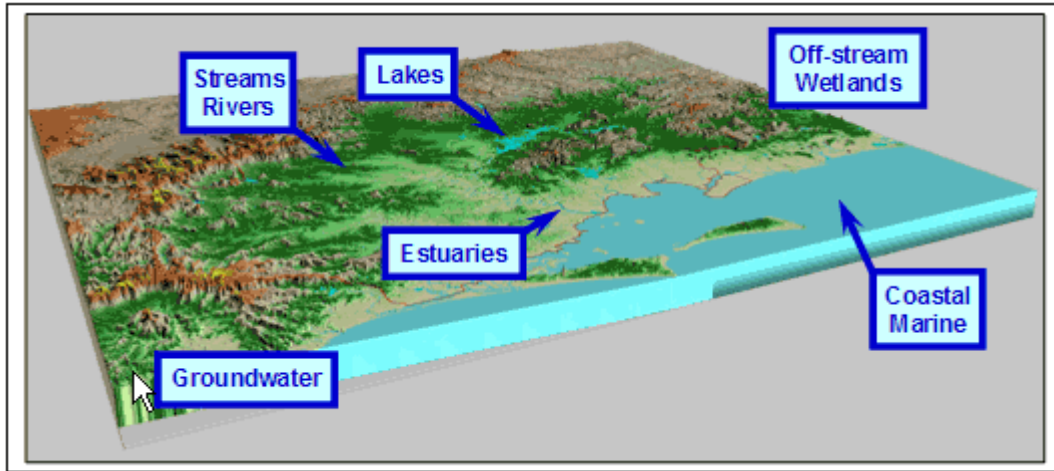 Streams
Rivers
Lakes
Off-stream
Wetlands
Estuaries
Coastal
Marine
Groundwater